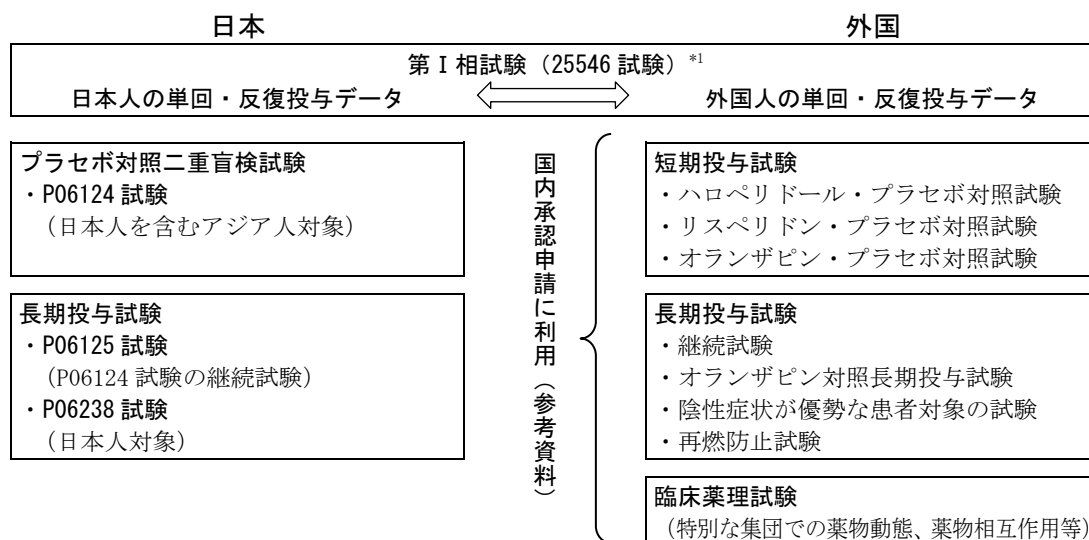 日本
外国
第Ⅰ相試験（25546 試験）*1
日本人の単回・反復投与データ
外国人の単回・反復投与データ
プラセボ対照二重盲検試験
・P06124 試験
（日本人を含むアジア人対象）
長期投与試験
・P06125 試験
（P06124 試験の継続試験）
・P06238 試験
（日本人対象）
国内承認申請に利用（参考資料）
短期投与試験
・ハロペリドール・プラセボ対照試験
・リスペリドン・プラセボ対照試験
・オランザピン・プラセボ対照試験
長期投与試験
・継続試験
・オランザピン対照長期投与試験
・陰性症状が優勢な患者対象の試験
・再燃防止試験
臨床薬理試験
（特別な集団での薬物動態、薬物相互作用等）